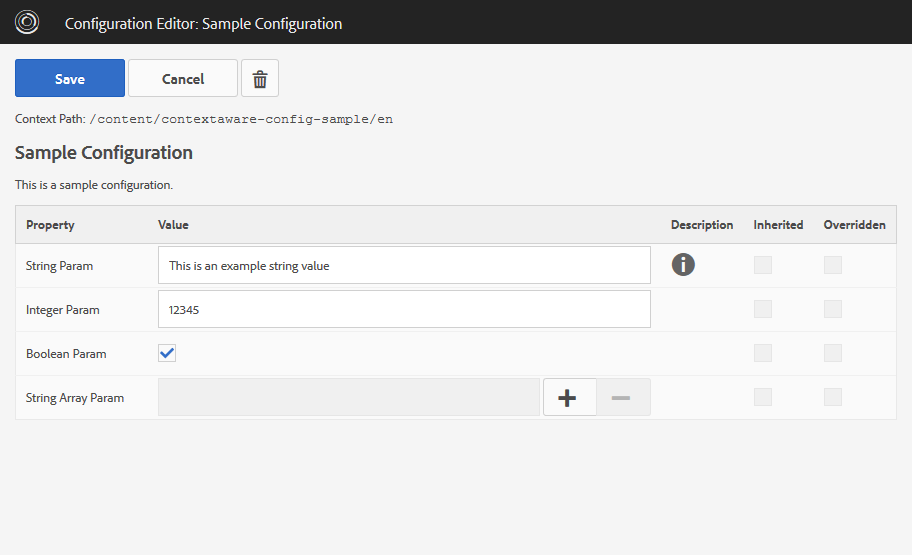 Configuration Editor: Sample Configuration
Save Cancel
Context Path: /content/contextaware-config-sample/en
Sample Configuration
This is a sample configuration.
Property Value Description Inherited Overridden
String Param This is an example string value
Integer Param 12345
Boolean Param
String Array Param